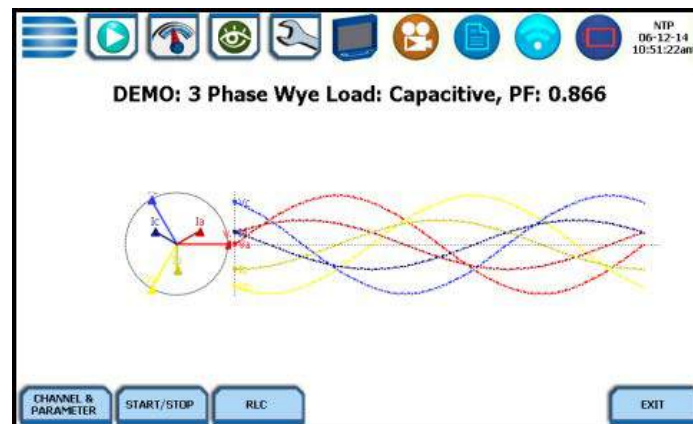 NTP
06-12-14
10:51:22am
DEMO: 3 Phase Wye Load: Capacitive, PF: 0.866
Ic
Ia
Vc
CHANNEL &
PARAMETER
START/STOP
RLC
EXIT